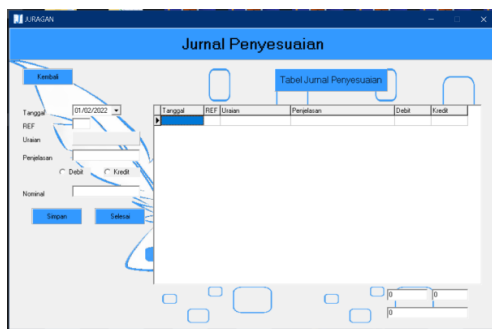 JURAGAN
Jurnal Penyesuaian
Kembali
Tabel Jurnal Penyesuaian
Tanggal 01/02/2022
REF
Uraian
Penjelasan
Debit Kredit
Nominal
Simpan Selesai
Tanggal REF Uraian Penjelasan Debit Kredit
0 0
0